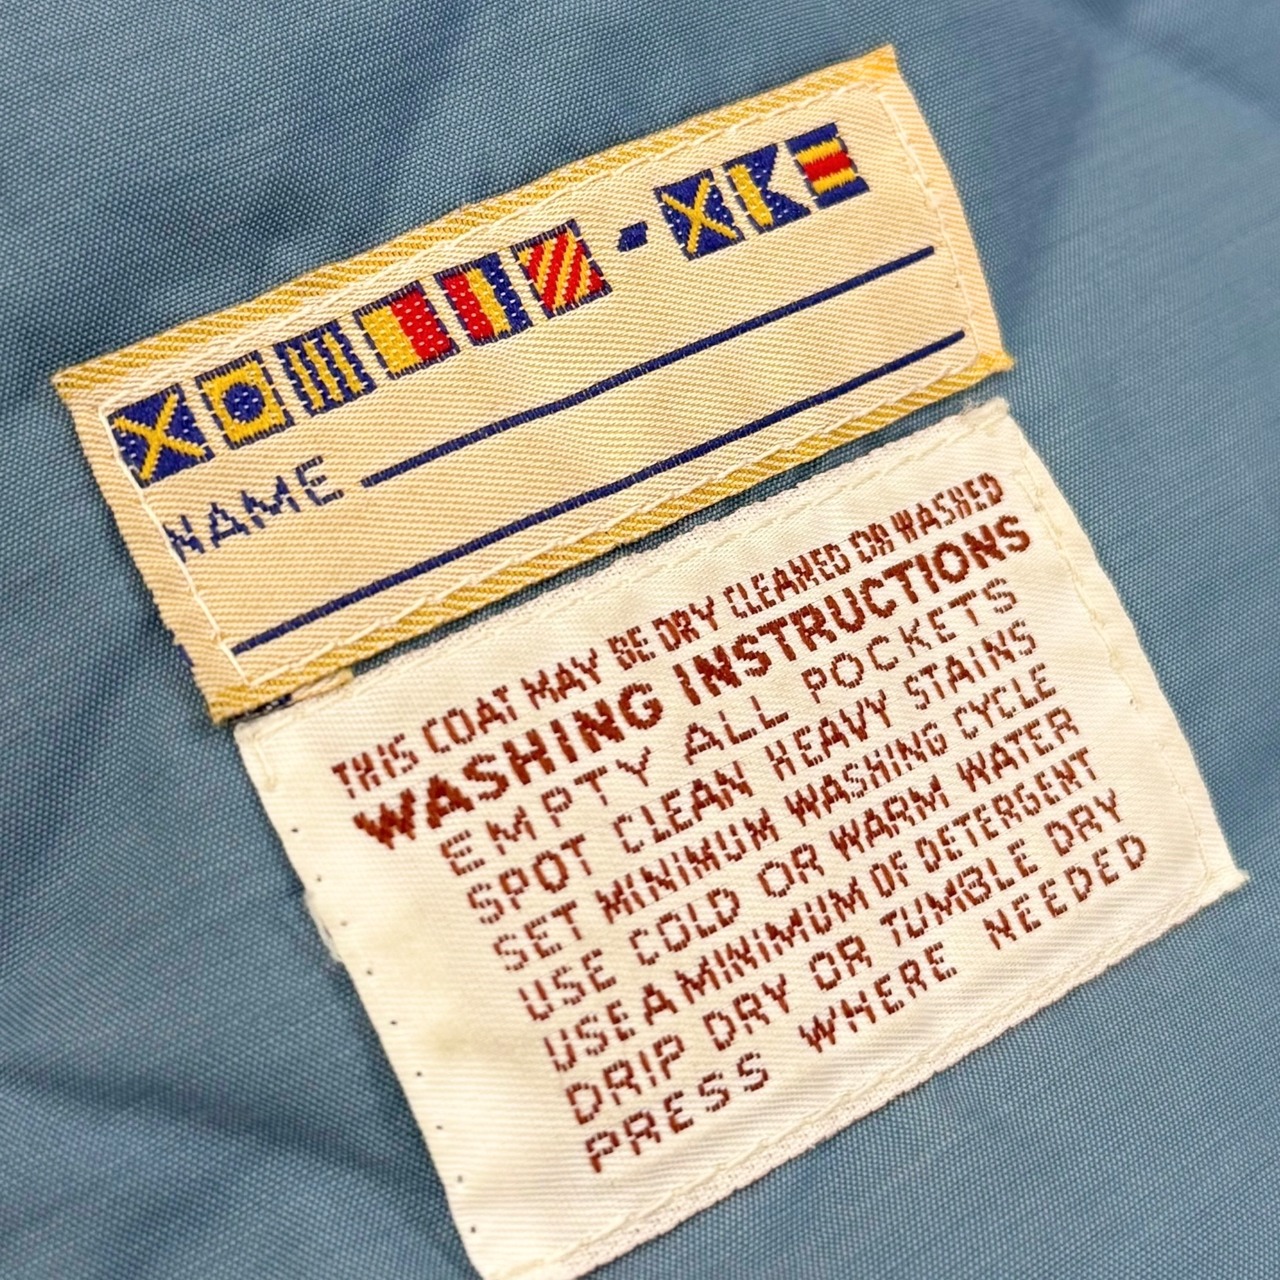 NAME
THIS COAT MAY BE DRY CLEANED OR WASHED
WASHING INSTRUCTIONS
EMPTY ALL POCKETS
SPOT CLEAN HEAVY STAINS
SET MINIMUM WASHING CYCLE
USE COLD OR WARM WATER
USE A MINIMUM OF DETERGENT
DRIP DRY OR TUMBLE DRY
PRESS WHERE NEEDED